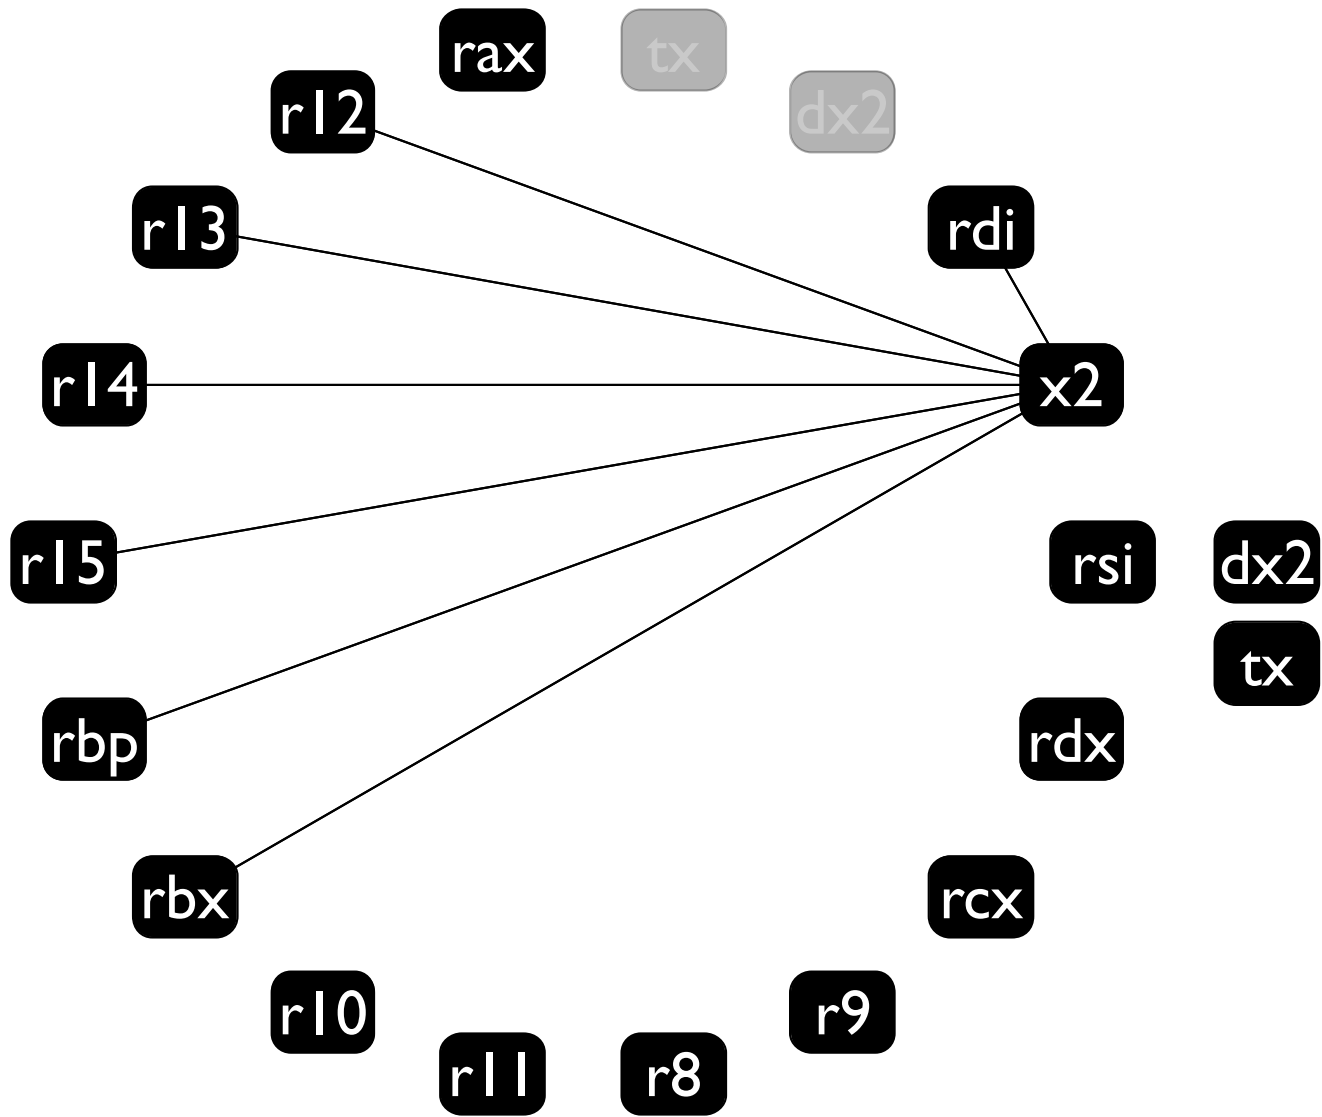 rax
tx
r12
dx2
r13
rdi
r14
x2
r15
rsi
dx2
tx
rbp
rdx
rbx
rcx
r10
r9
r11
r8